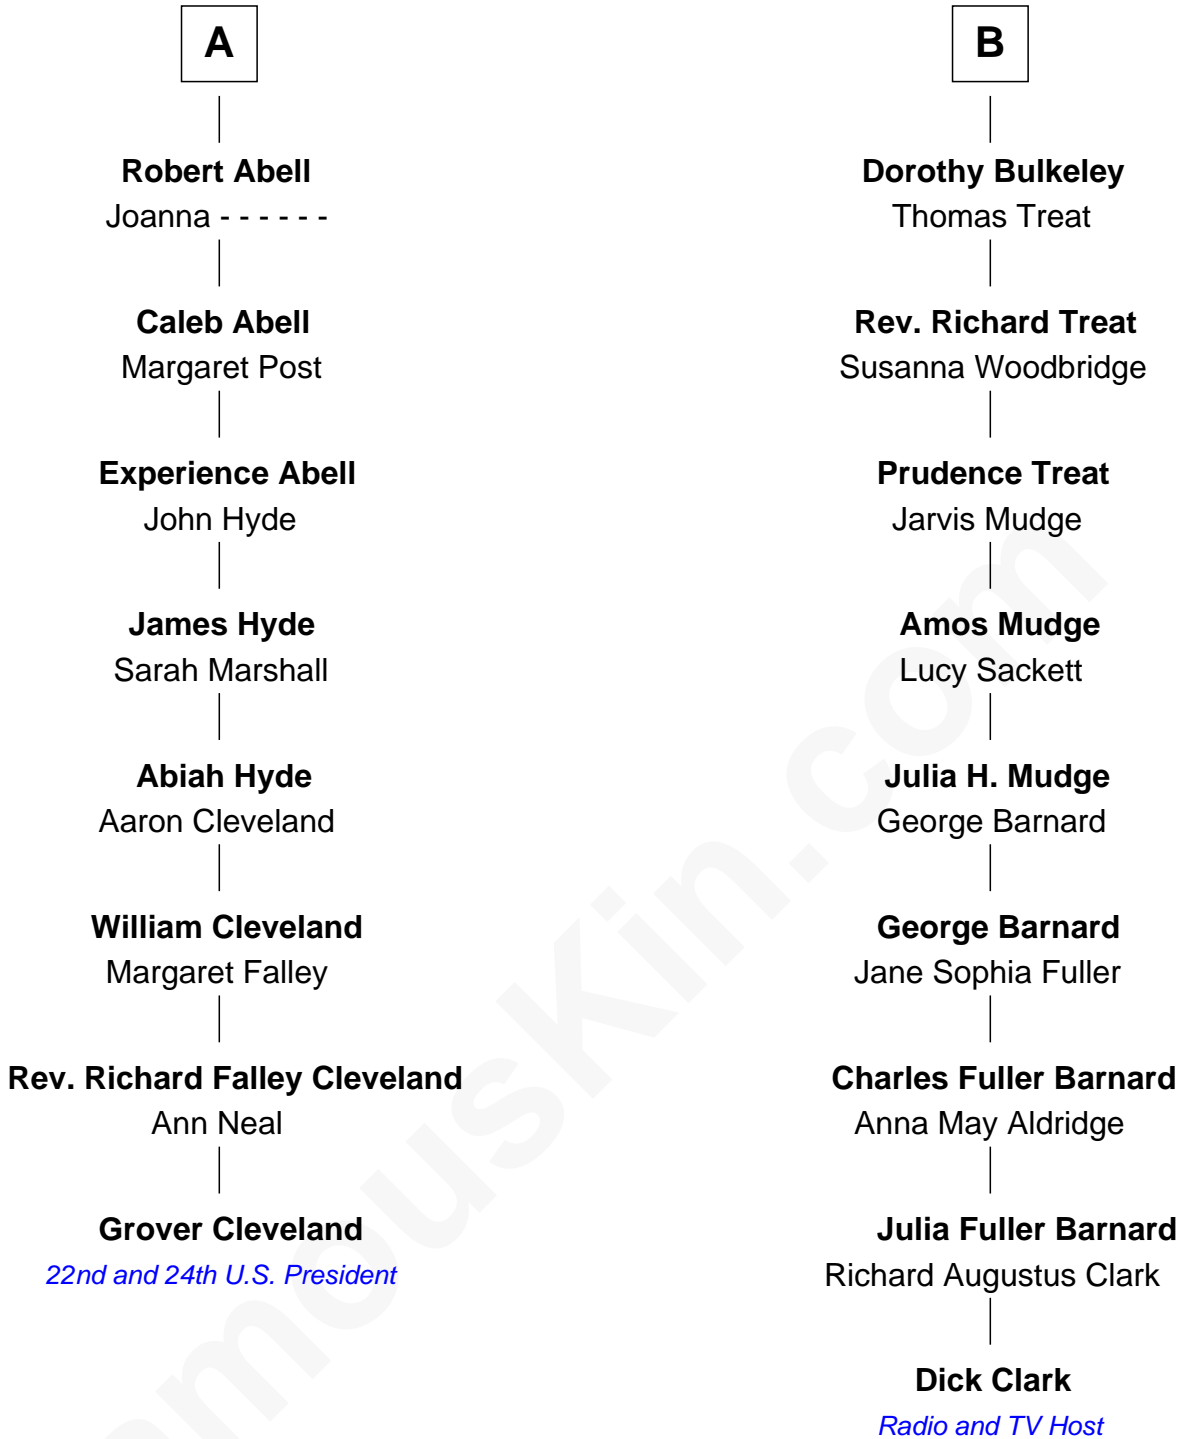 A
Robert Abell
Joanna - - - - - -
Caleb Abell
Margaret Post
Experience Abell
John Hyde
James Hyde
Sarah Marshall
Abiah Hyde
Aaron Cleveland
William Cleveland
Margaret Falley
Rev. Richard Falley Cleveland
Ann Neal
Grover Cleveland
22nd and 24th U.S. President
B
Dorothy Bulkeley
Thomas Treat
Rev. Richard Treat
Susanna Woodbridge
Prudence Treat
Jarvis Mudge
Amos Mudge
Lucy Sackett
Julia H. Mudge
George Barnard
George Barnard
Jane Sophia Fuller
Charles Fuller Barnard
Anna May Aldridge
Julia Fuller Barnard
Richard Augustus Clark
Dick Clark
Radio and TV Host
amousKin.com